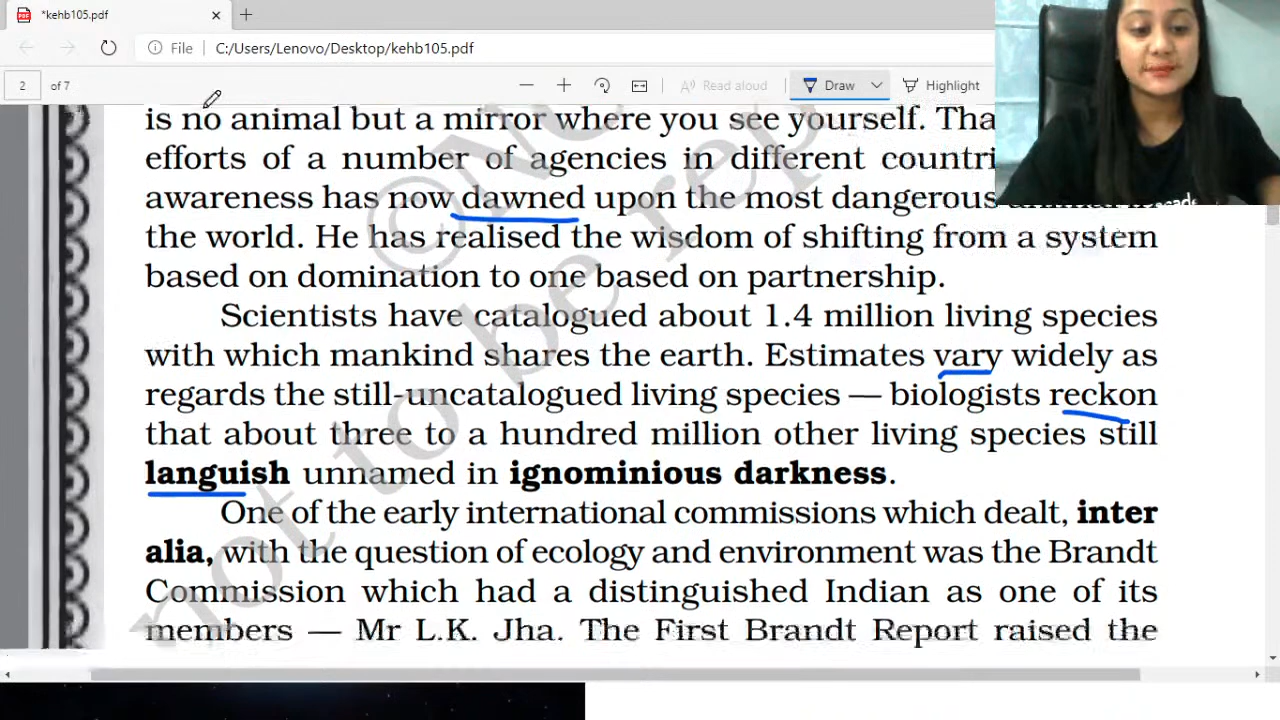 *kehb105.pdf
File C:/Users/Lenovo/Desktop/kehb105.pdf
2 of 7 Read aloud Draw Highlight
is no animal but a mirror where you see yourself. Tha
efforts of a number of agencies in different countri
awareness has now dawned upon the most dangerous
the world. He has realised the wisdom of shifting from a system
based on domination to one based on partnership.
Scientists have catalogued about 1.4 million living species
with which mankind shares the earth. Estimates vary widely as
regards the still-uncatalogued living species — biologists reckon
that about three to a hundred million other living species still
languish unnamed in ignominious darkness.
One of the early international commissions which dealt, inter
alia, with the question of ecology and environment was the Brandt
Commission which had a distinguished Indian as one of its
members — Mr L.K. Jha. The First Brandt Report raised the
not to be rep